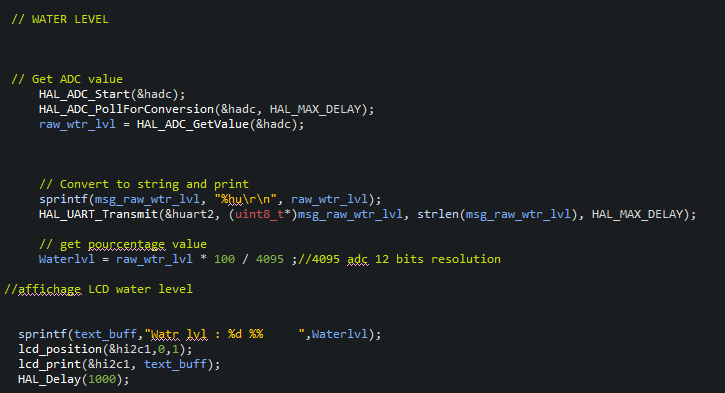 // WATER LEVEL
// Get ADC value
HAL_ADC_Start(&hadc);
HAL_ADC_PollForConversion(&hadc, HAL_MAX_DELAY);
raw_wtr_lvl = HAL_ADC_GetValue(&hadc);
// Convert to string and print
sprintf(msg_raw_wtr_lvl, "%hu\r\n", raw_wtr_lvl);
HAL_UART_Transmit(&huart2, (uint8_t*)msg_raw_wtr_lvl, strlen(msg_raw_wtr_lvl), HAL_MAX_DELAY);
// get pourcentage value
Waterlvl = raw_wtr_lvl * 100 / 4095 ;//4095 adc 12 bits resolution
//affichage LCD water level
sprintf(text_buff,"Watr lvl : %d %%     ",Waterlvl);
lcd_position(&hi2c1,0,1);
lcd_print(&hi2c1, text_buff);
HAL_Delay(1000);